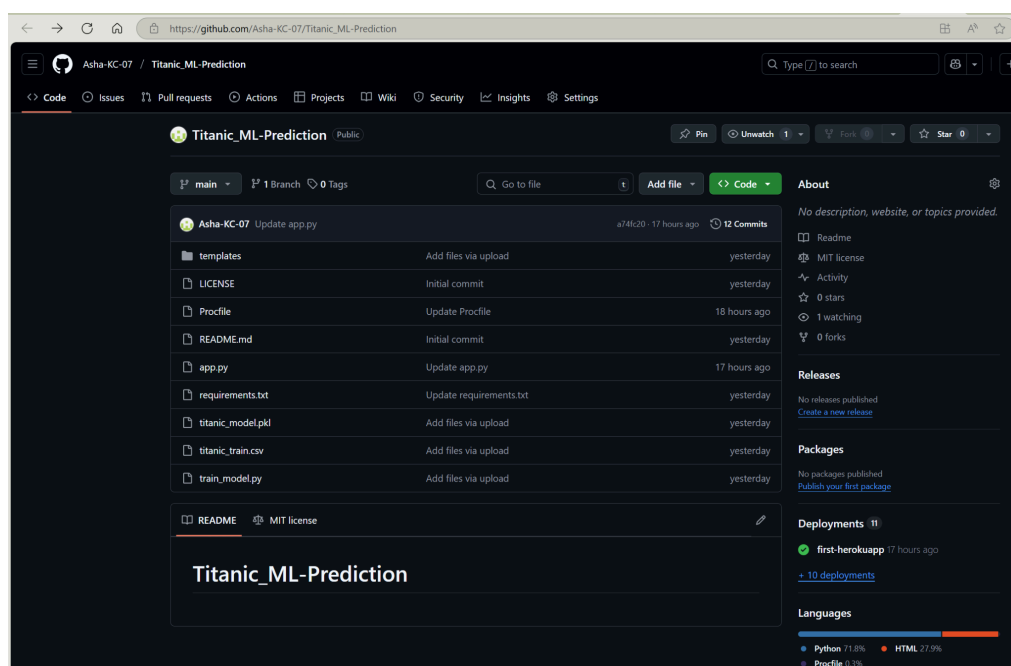 https://github.com/Asha-KC-07/Titanic_ML-Prediction
Asha-KC-07 / Titanic_ML-Prediction
Type / to search
Code Issues Pull requests Actions Projects Wiki Security Insights Settings
Titanic_ML-Prediction Public
Pin Unwatch 1 Fork 0 Star 0
main 1 Branch 0 Tags
Go to file t
Add file Code
Asha-KC-07 Update app.py a74fc20 · 17 hours ago 12 Commits
templates Add files via upload yesterday
LICENSE Initial commit yesterday
Procfile Update Procfile 18 hours ago
README.md Initial commit yesterday
app.py Update app.py 17 hours ago
requirements.txt Update requirements.txt yesterday
titanic_model.pkl Add files via upload yesterday
titanic_train.csv Add files via upload yesterday
train_model.py Add files via upload yesterday
README MIT license
Titanic_ML-Prediction
About
No description, website, or topics provided.
Readme
MIT license
Activity
0 stars
1 watching
0 forks
Releases
No releases published
Create a new release
Packages
No packages published
Publish your first package
Deployments 11
first-herokuapp 17 hours ago
+ 10 deployments
Languages
Python 71.8% HTML 27.9%
Procfile 0.3%